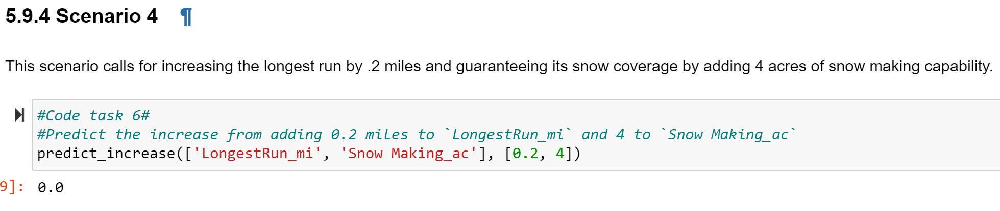 5.9.4 Scenario 4 ¶
This scenario calls for increasing the longest run by .2 miles and guaranteeing its snow coverage by adding 4 acres of snow making capability.
#Code task 6#
#Predict the increase from adding 0.2 miles to `LongestRun_mi` and 4 to `Snow Making_ac`
predict_increase(['LongestRun_mi', 'Snow Making_ac'], [0.2, 4])
9]: 0.0